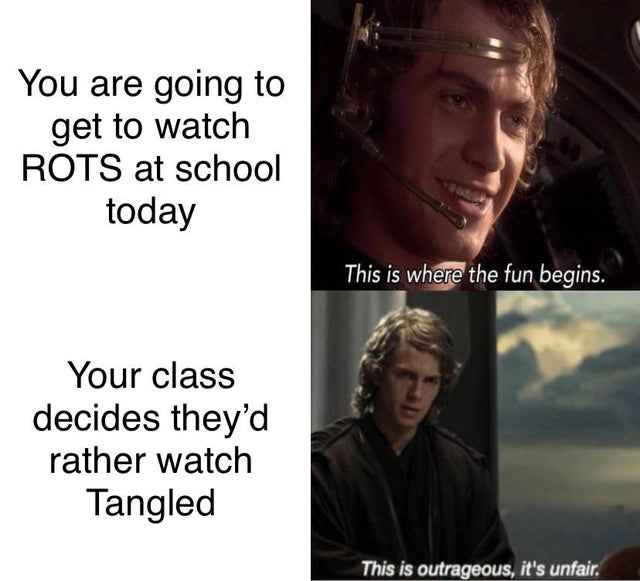 You are going to
get to watch
ROTS at school
today
This is where the fun begins.
Your class
decides they’d
rather watch
Tangled
This is outrageous, it's unfair.